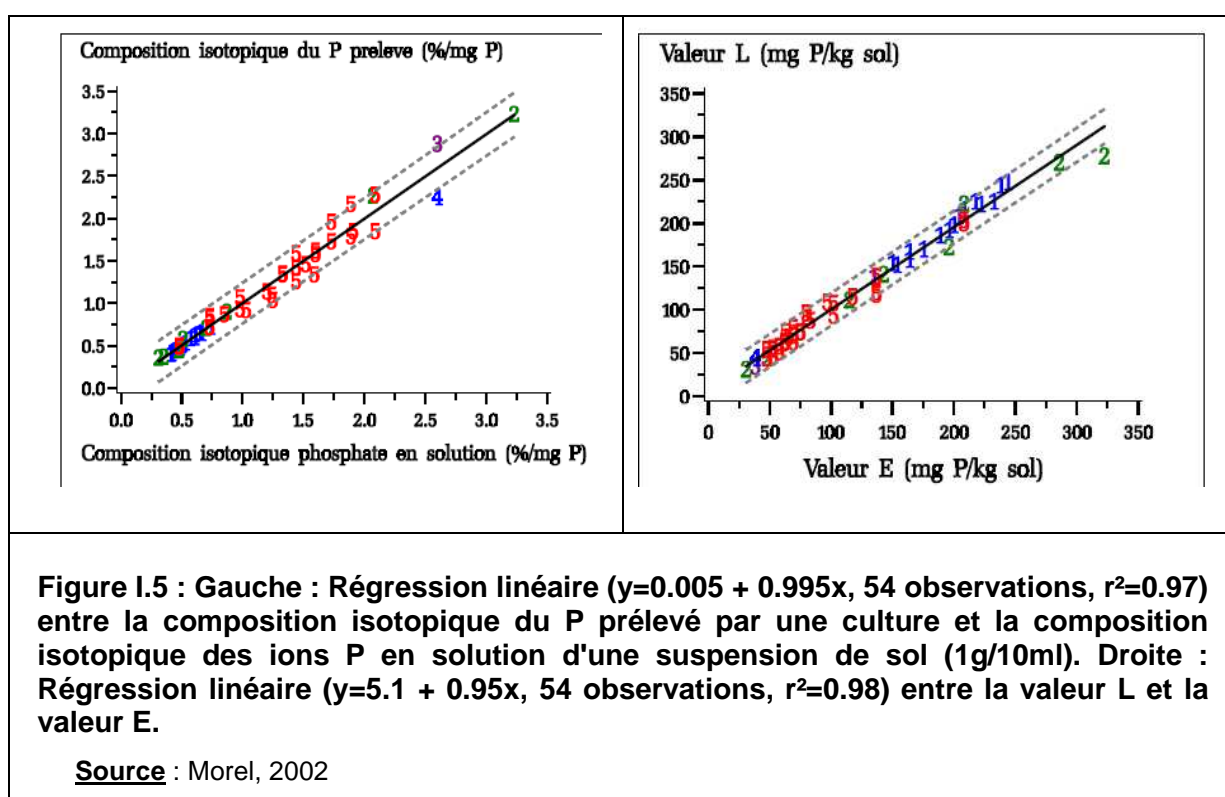 Composition isotopique du P preleve (%/mg P)
3.5
3.0
2.5
2.0
1.5
1.0
0.5
0.0
0.0 0.5 1.0 1.5 2.0 2.5 3.0 3.5
Composition isotopique phosphate en solution (%/mg P)
Valeur L (mg P/kg sol)
350
300
250
200
150
100
50
0
0 50 100 150 200 250 300 350
Valeur E (mg P/kg sol)
Figure I.5 : Gauche : Régression linéaire (y=0.005 + 0.995x, 54 observations, r²=0.97)
entre la composition isotopique du P prélevé par une culture et la composition
isotopique des ions P en solution d'une suspension de sol (1g/10ml). Droite :
Régression linéaire (y=5.1 + 0.95x, 54 observations, r²=0.98) entre la valeur L et la
valeur E.
Source : Morel, 2002